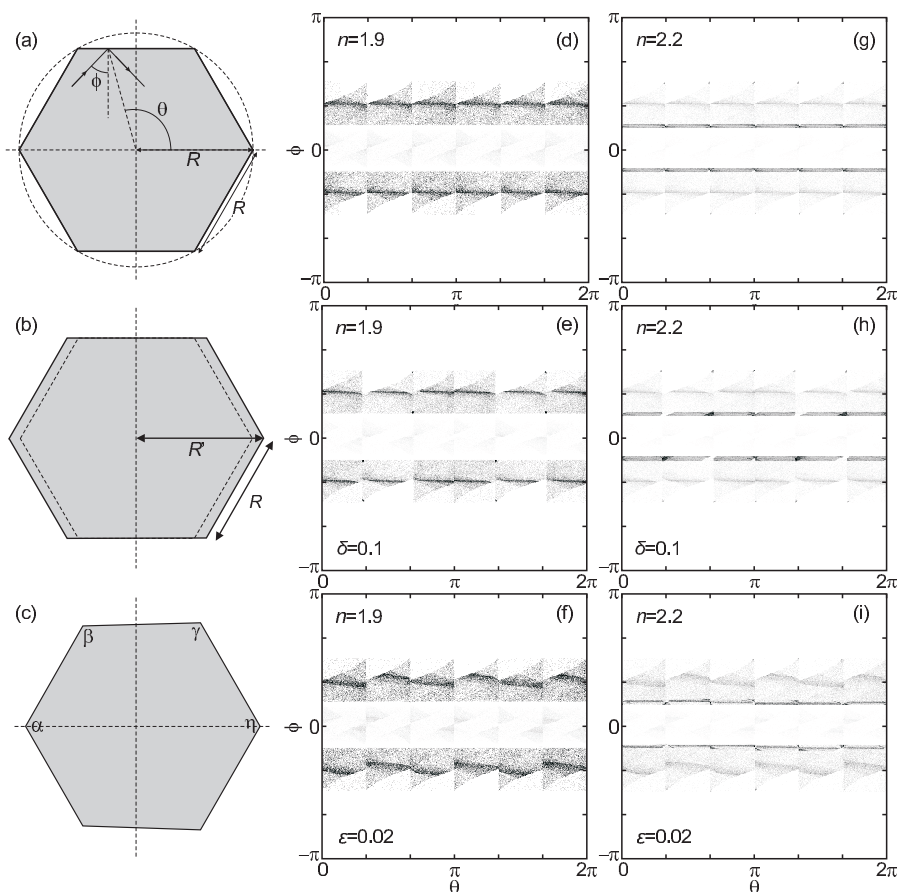 (a)
ϕ
θ
R
R
(b)
R'
R
(c)
β
γ
α
η
π
n=1.9
(d)
ϕ
0
−π
0
π
2π
n=2.2
(g)
π
0
−π
0
π
2π
π
n=1.9
(e)
ϕ
0
δ=0.1
−π
0
π
2π
π
n=2.2
(h)
0
δ=0.1
−π
0
π
2π
π
n=1.9
(f)
ϕ
0
ε=0.02
−π
0
π
2π
θ
π
n=2.2
(i)
0
ε=0.02
−π
0
π
2π
θ